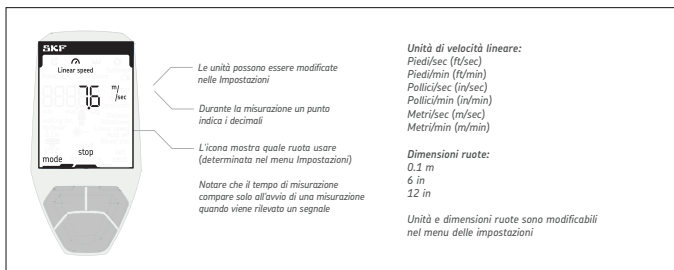 SKF
Linear speed
7.6 m/
/sec
stop
mode
Le unità possono essere modificate
nelle Impostazioni
Durante la misurazione un punto
indica i decimali
L'icona mostra quale ruota usare
(determinata nel menu Impostazioni)
Notare che il tempo di misurazione
compare solo all'avvio di una misurazione
quando viene rilevato un segnale
Unità di velocità lineare:
Piedi/sec (ft/sec)
Piedi/min (ft/min)
Pollici/sec (in/sec)
Pollici/min (in/min)
Metri/sec (m/sec)
Metri/min (m/min)
Dimensioni ruote:
0.1 m
6 in
12 in
Unità e dimensioni ruote sono modificabili
nel menu delle impostazioni